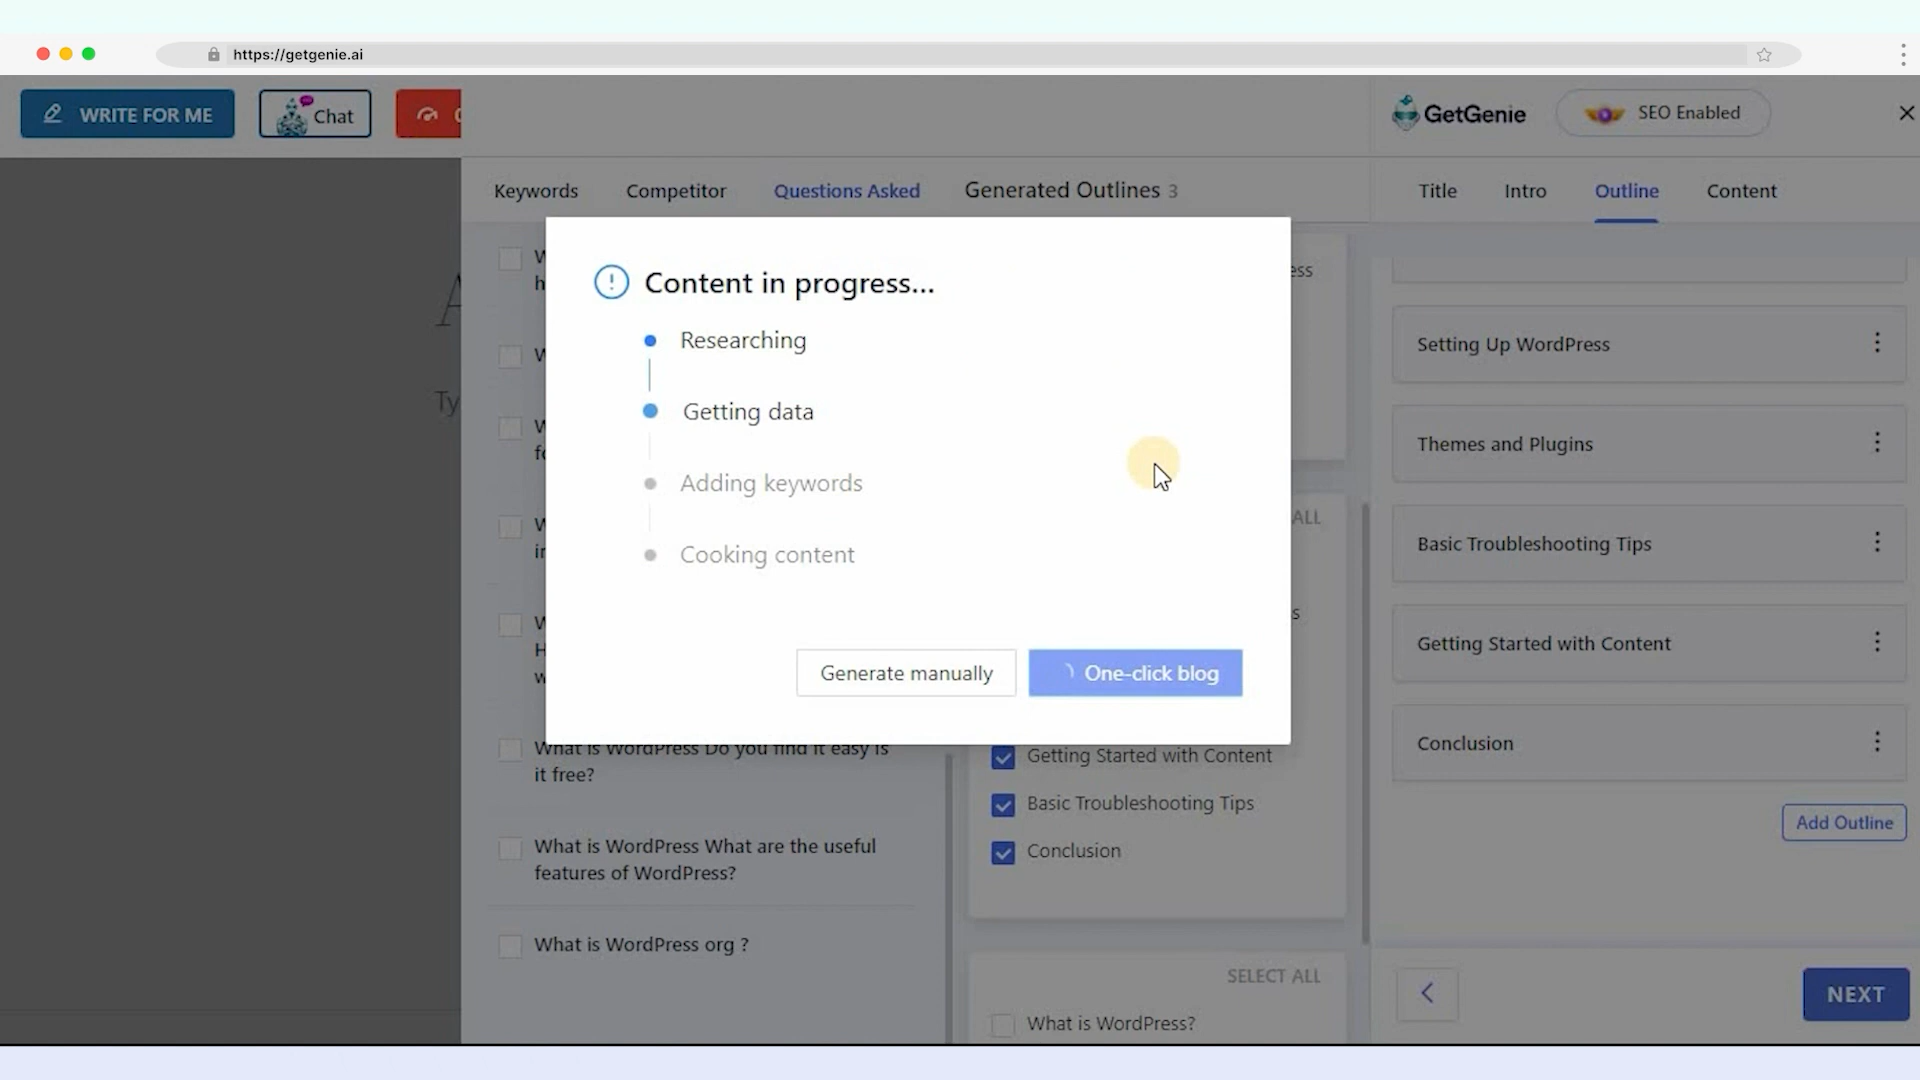 https://getgenie.ai
WRITE FOR ME
Chat
GetGenie
SEO Enabled
Keywords
Competitor
Questions Asked
Generated Outlines 3
Title
Intro
Outline
Content
Content in progress...
Researching
Getting data
Adding keywords
Cooking content
Generate manually
One-click blog
What is WordPress Do you find it easy is
it free?
What is WordPress What are the useful
features of WordPress?
What is WordPress org ?
ALL
Getting Started with Content
Basic Troubleshooting Tips
Conclusion
SELECT ALL
What is WordPress?
Setting Up WordPress
Themes and Plugins
Basic Troubleshooting Tips
Getting Started with Content
Conclusion
Add Outline
NEXT